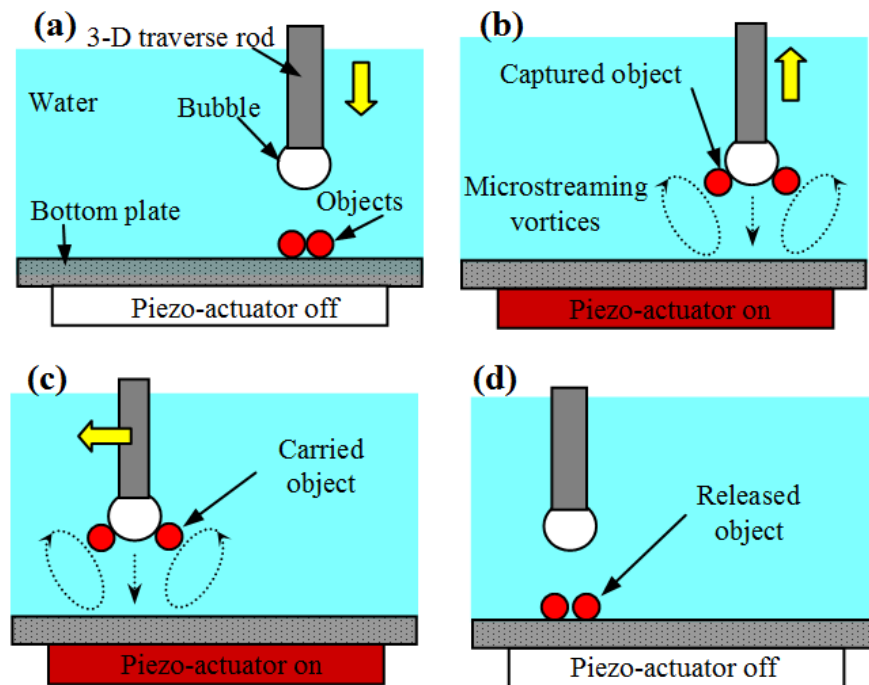 (a)
3-D traverse rod
Water
Bubble
Bottom plate
Objects
Piezo-actuator off
(b)
Captured object
Microstreaming
vortices
Piezo-actuator on
(c)
Carried
object
Piezo-actuator on
(d)
Released
object
Piezo-actuator off